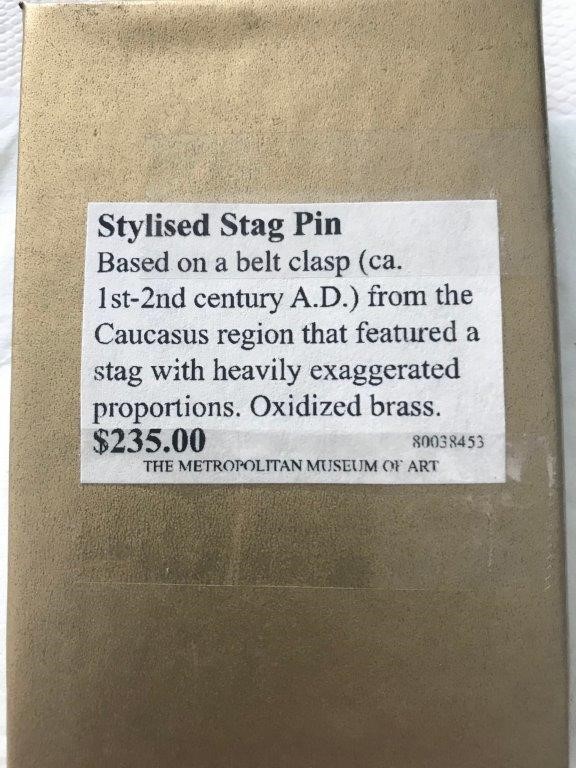 Stylised Stag Pin
Based on a belt clasp (ca.
1st-2nd century A.D.) from the
Caucasus region that featured a
stag with heavily exaggerated
proportions. Oxidized brass.
$235.00 80038453
THE METROPOLITAN MUSEUM OF ART